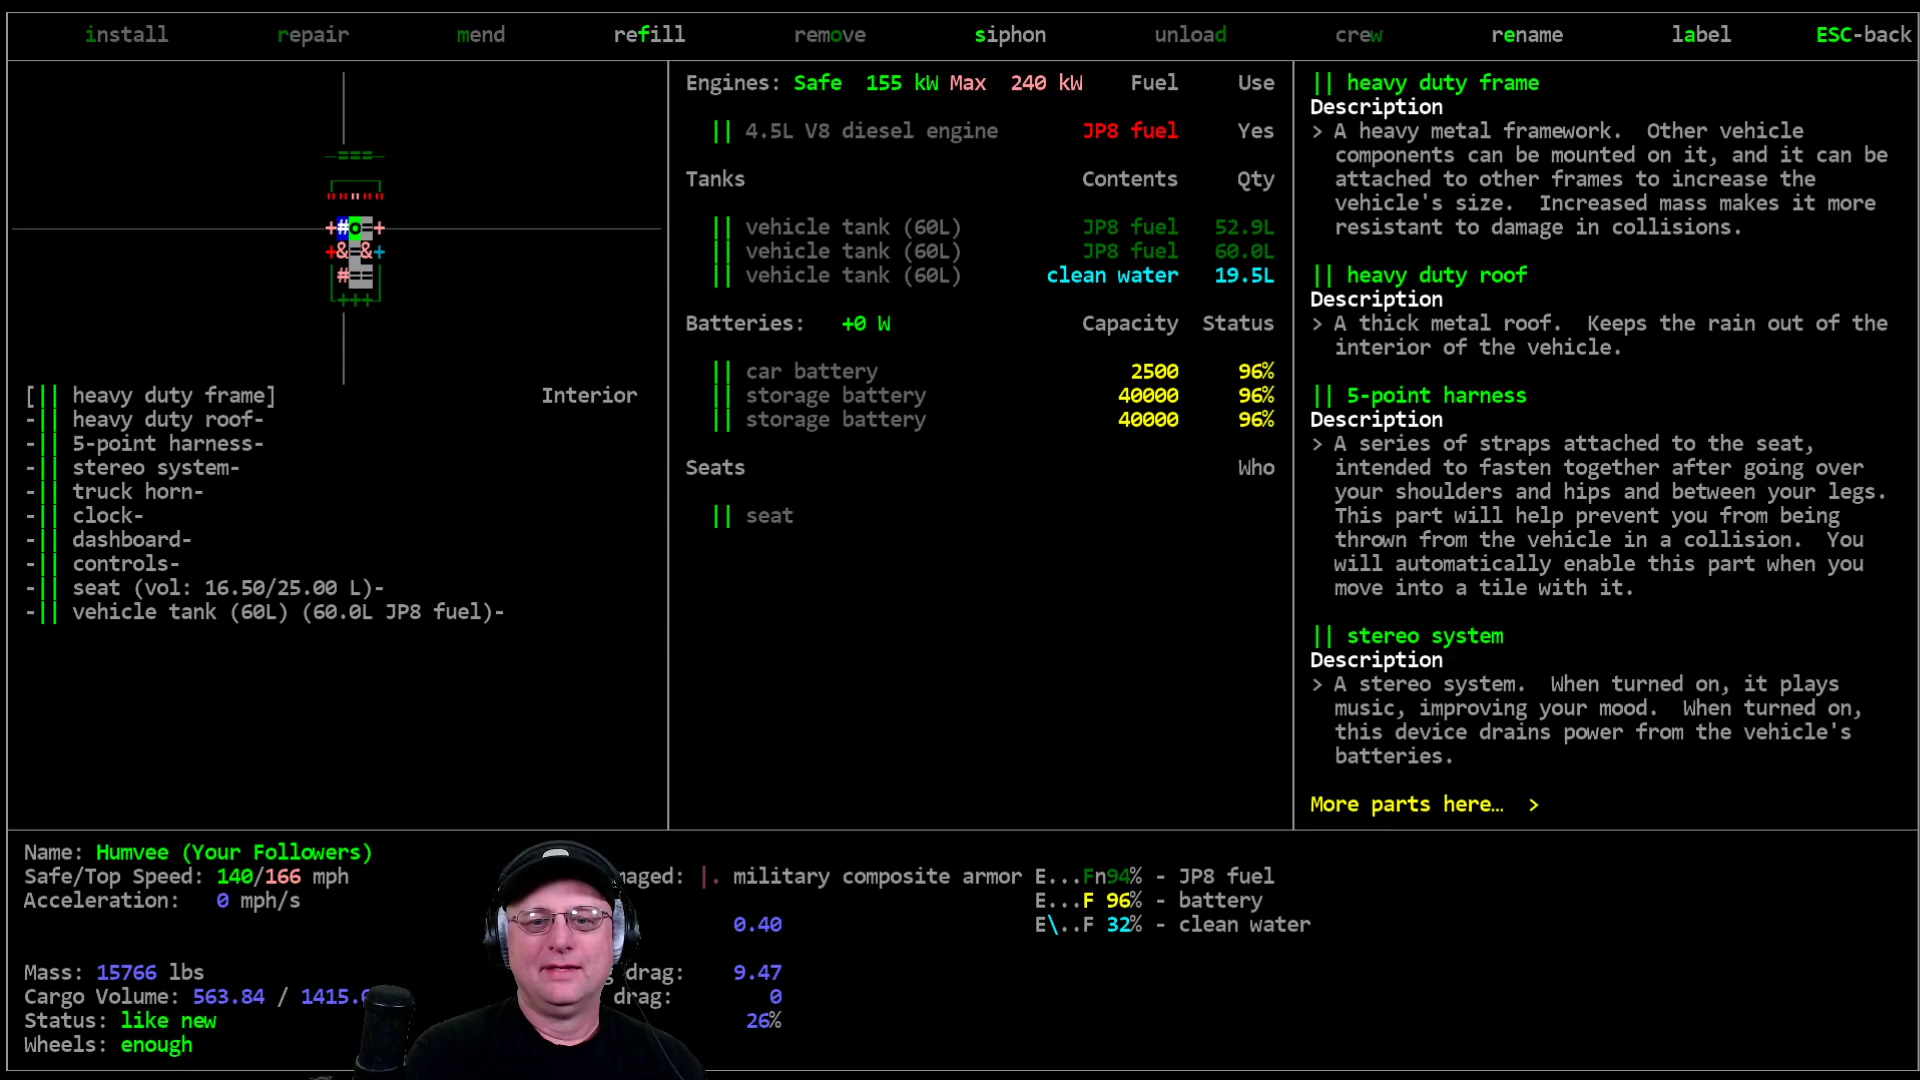 install repair mend refill remove siphon unload crew rename label ESC-back
Engines: Safe 155 kW Max 240 kW Fuel Use
|| 4.5L V8 diesel engine JP8 fuel Yes
Tanks Contents Qty
|| vehicle tank (60L) JP8 fuel 52.9L
|| vehicle tank (60L) JP8 fuel 60.0L
|| vehicle tank (60L) clean water 19.5L
Batteries: +0 W Capacity Status
|| car battery 2500 96%
|| storage battery 40000 96%
|| storage battery 40000 96%
Seats Who
|| seat
[|| heavy duty frame] Interior
-|| heavy duty roof-
-|| 5-point harness-
-|| stereo system-
-|| truck horn-
-|| clock-
-|| dashboard-
-|| controls-
-|| seat (vol: 16.50/25.00 L)-
-|| vehicle tank (60L) (60.0L JP8 fuel)-
|| heavy duty frame
Description
> A heavy metal framework. Other vehicle
components can be mounted on it, and it can be
attached to other frames to increase the
vehicle's size. Increased mass makes it more
resistant to damage in collisions.
|| heavy duty roof
Description
> A thick metal roof. Keeps the rain out of the
interior of the vehicle.
|| 5-point harness
Description
> A series of straps attached to the seat,
intended to fasten together after going over
your shoulders and hips and between your legs.
This part will help prevent you from being
thrown from the vehicle in a collision. You
will automatically enable this part when you
move into a tile with it.
|| stereo system
Description
> A stereo system. When turned on, it plays
music, improving your mood. When turned on,
this device drains power from the vehicle's
batteries.
More parts here… >
Name: Humvee (Your Followers)
Safe/Top Speed: 140/166 mph
Acceleration: 0 mph/s
Mass: 15766 lbs
Cargo Volume: 563.84 / 1415.
Status: like new
Wheels: enough
maged: |. military composite armor
0.40
drag: 9.47
drag: 0
26%
E...Fn94% - JP8 fuel
E...F 96% - battery
E\..F 32% - clean water